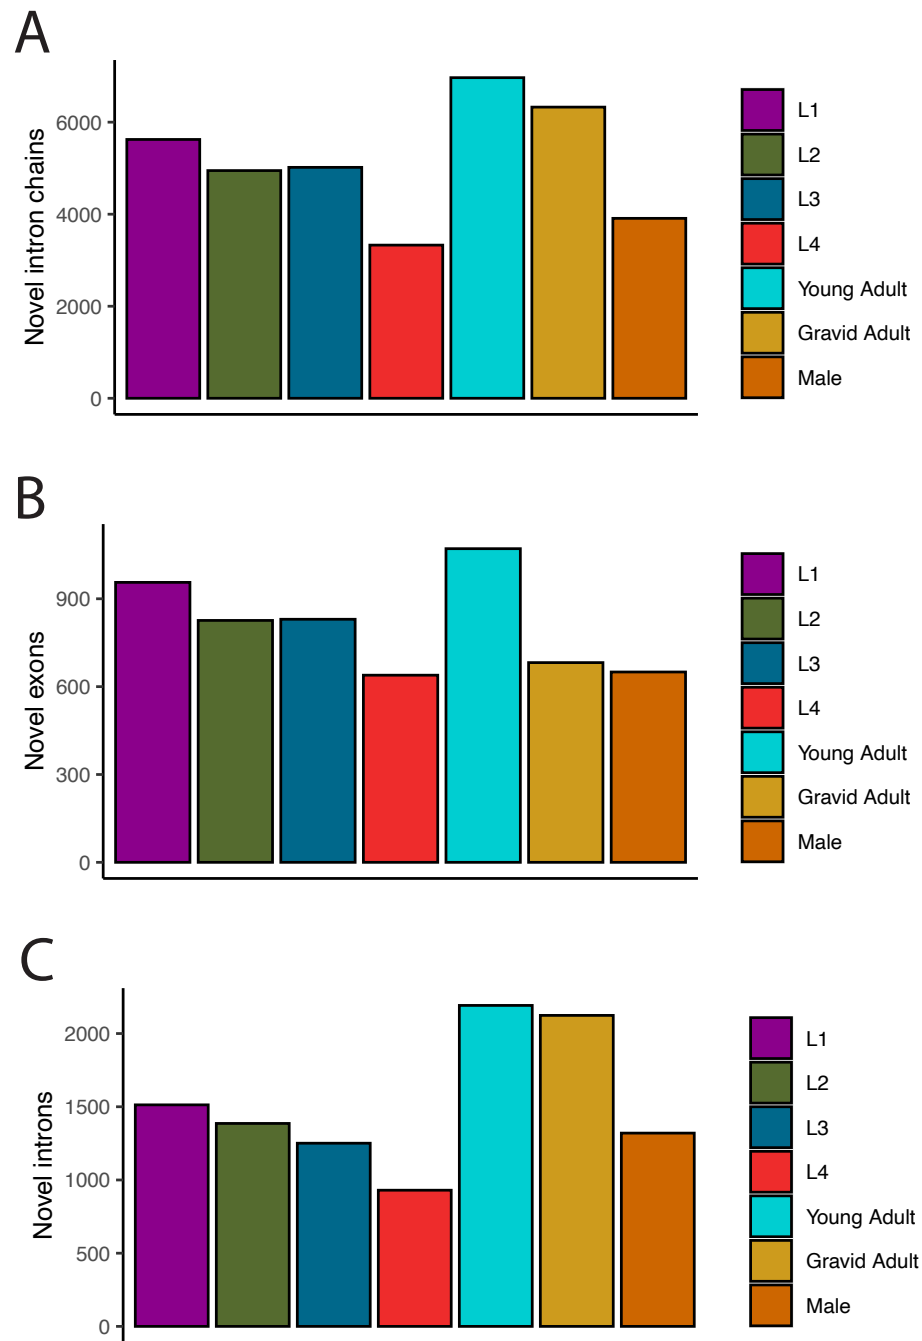 A
Novel intron chains
6000
4000
2000
0
L1
L2
L3
L4
Young Adult
Gravid Adult
Male
B
Novel exons
900
600
300
0
L1
L2
L3
L4
Young Adult
Gravid Adult
Male
C
Novel introns
2000
1500
1000
500
0
L1
L2
L3
L4
Young Adult
Gravid Adult
Male